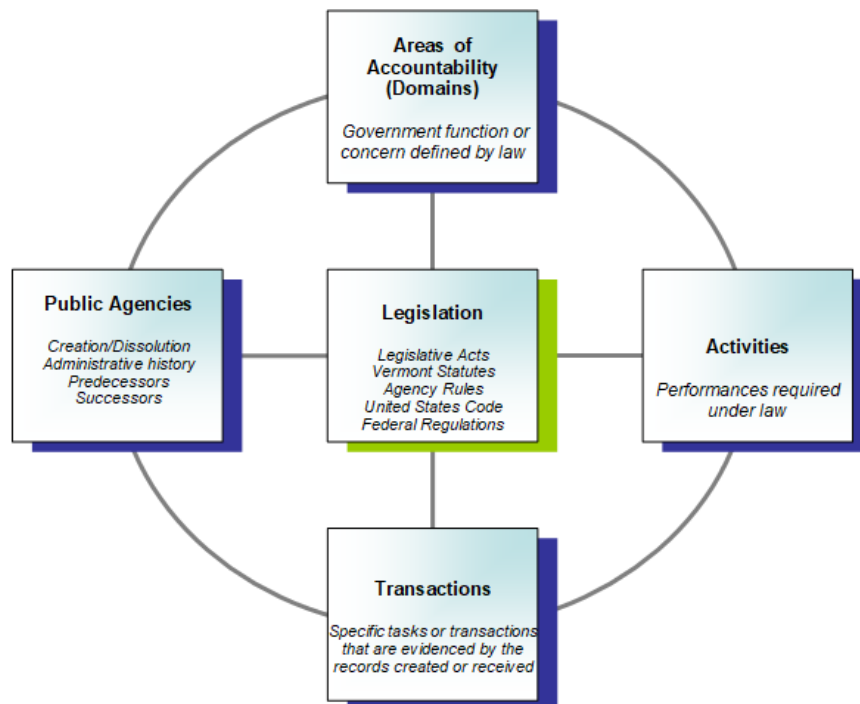 Areas of
Accountability
(Domains)
Government function or
concern defined by law
Public Agencies
Creation/Dissolution
Administrative history
Predecessors
Successors
Legislation
Legislative Acts
Vermont Statutes
Agency Rules
United States Code
Federal Regulations
Activities
Performances required
under law
Transactions
Specific tasks or transactions
that are evidenced by the
records created or received